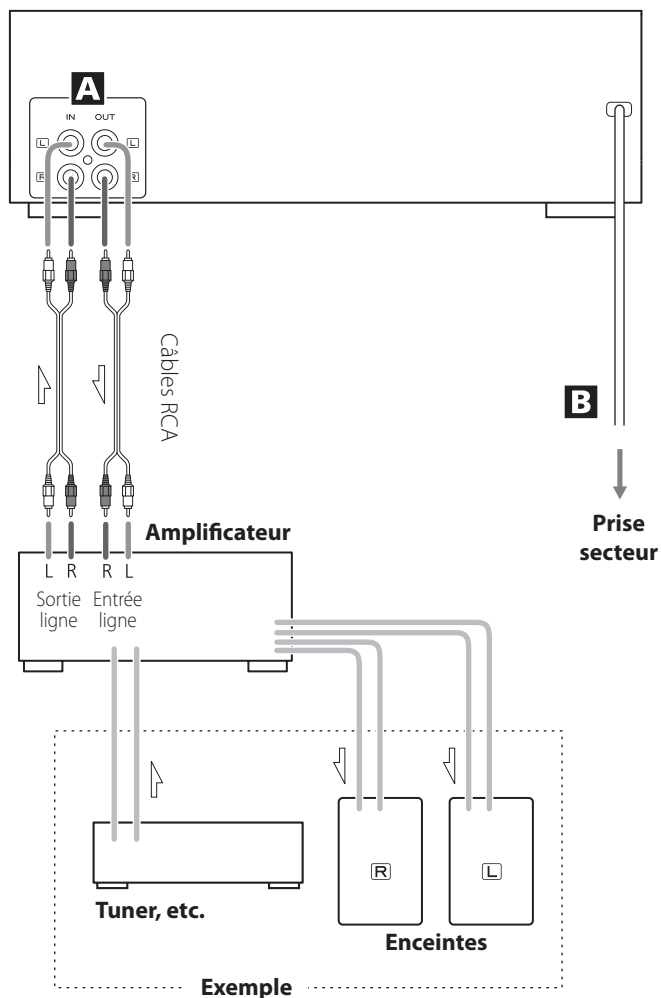 A
IN OUT
L L
R R
Câbles RCA
B
Prise
secteur
Amplificateur
L R R L
Sortie Entrée
ligne ligne
R L
Tuner, etc.
Enceintes
Exemple